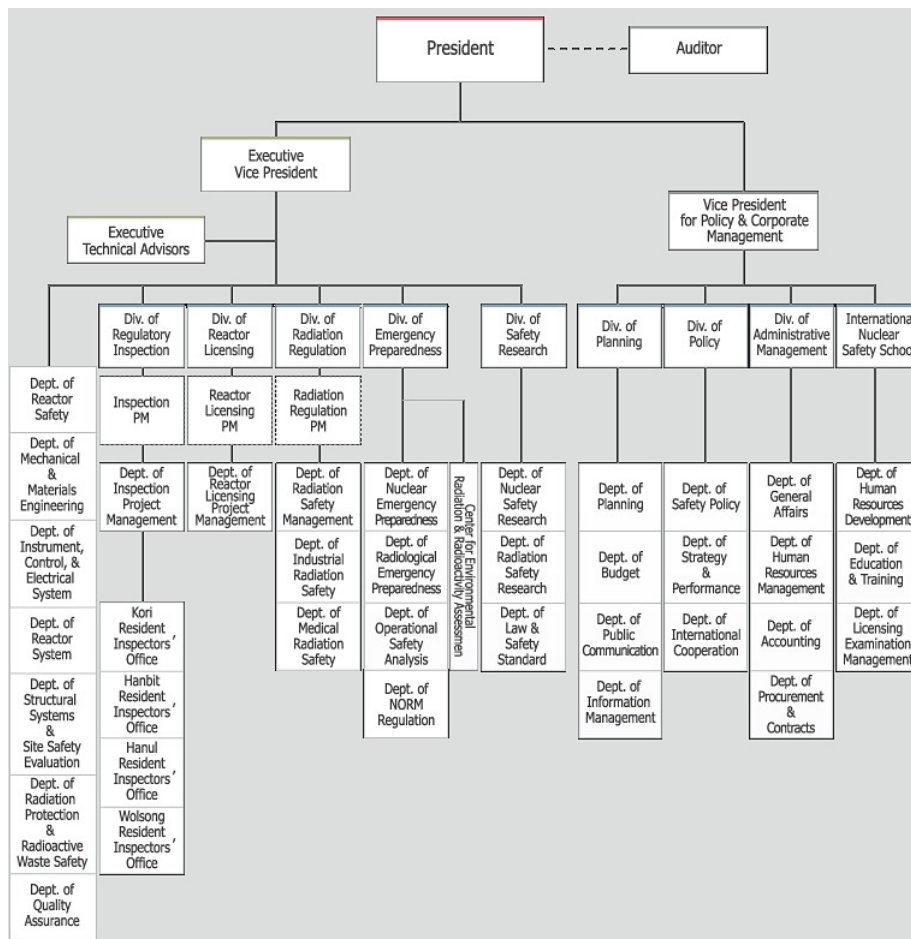 President
Auditor
Executive
Vice President
Vice President
for Policy & Corporate
Management
Executive
Technical Advisors
Div. of
Regulatory
Inspection
Div. of
Reactor
Licensing
Div. of
Radiation
Regulation
Div. of
Emergency
Preparedness
Div. of
Safety
Research
Div. of
Planning
Div. of
Policy
Div. of
Administrative
Management
International
Nuclear
Safety School
Dept. of
Reactor
Safety
Dept. of
Mechanical
&
Materials
Engineering
Dept. of
Instrument,
Control, &
Electrical
System
Dept. of
Reactor
System
Dept. of
Structural
Systems
&
Site Safety
Evaluation
Dept. of
Radiation
Protection
&
Radioactive
Waste Safety
Dept. of
Quality
Assurance
Inspection
PM
Dept. of
Inspection
Project
Management
Kori
Resident
Inspectors'
Office
Hanbit
Resident
Inspectors'
Office
Hanul
Resident
Inspectors'
Office
Wolsong
Resident
Inspectors'
Office
Reactor
Licensing
PM
Dept. of
Reactor
Licensing
Project
Management
Radiation
Regulation
PM
Dept. of
Radiation
Safety
Management
Dept. of
Industrial
Radiation
Safety
Dept. of
Medical
Radiation
Safety
Dept. of
Nuclear
Emergency
Preparedness
Dept. of
Radiological
Emergency
Preparedness
Dept. of
Operational
Safety
Analysis
Dept. of
NORM
Regulation
Center for Environmental
Radiation & Radioactivity Assessmen
Dept. of
Nuclear
Safety
Research
Dept. of
Radiation
Safety
Research
Dept. of
Law &
Safety
Standard
Dept. of
Planning
Dept. of
Budget
Dept. of
Public
Communication
Dept. of
Information
Management
Dept. of
Safety Policy
Dept. of
Strategy
&
Performance
Dept. of
International
Cooperation
Dept. of
General
Affairs
Dept. of
Human
Resources
Management
Dept. of
Accounting
Dept. of
Procurement
&
Contracts
Dept. of
Human
Resources
Development
Dept. of
Education
& Training
Dept. of
Licensing
Examination
Management